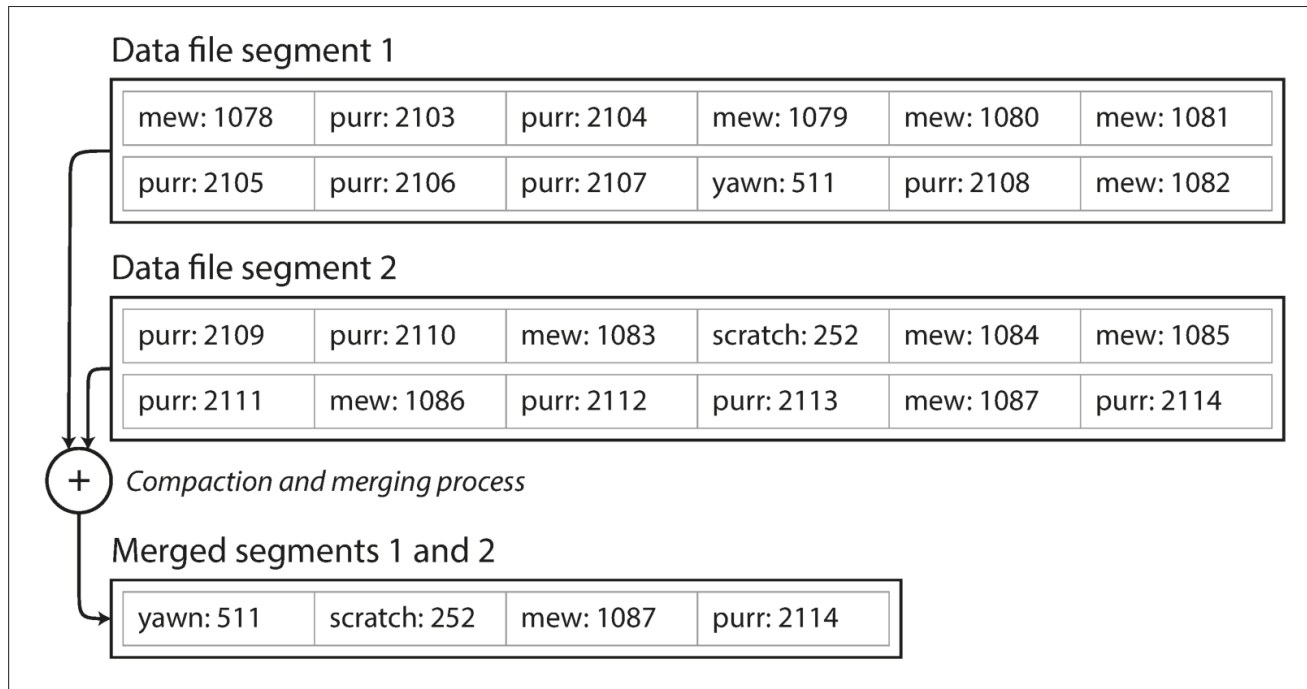 Data file segment 1
mew: 1078 purr: 2103 purr: 2104 mew: 1079 mew: 1080 mew: 1081
purr: 2105 purr: 2106 purr: 2107 yawn: 511 purr: 2108 mew: 1082
Data file segment 2
purr: 2109 purr: 2110 mew: 1083 scratch: 252 mew: 1084 mew: 1085
purr: 2111 mew: 1086 purr: 2112 purr: 2113 mew: 1087 purr: 2114
+ Compaction and merging process
Merged segments 1 and 2
yawn: 511 scratch: 252 mew: 1087 purr: 2114